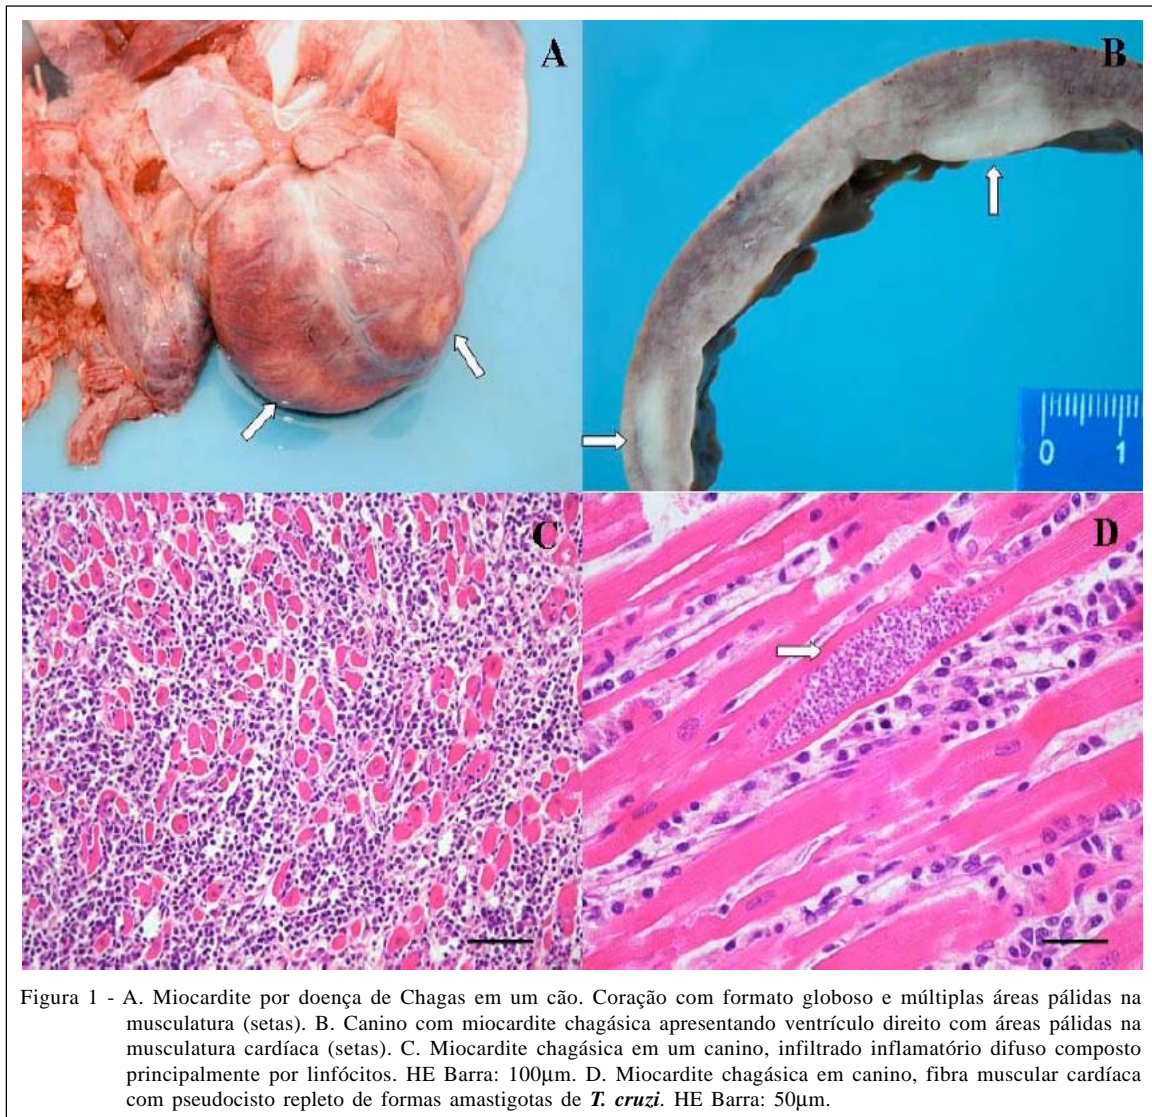 A
B
0 1
C
D
Figura 1 - A. Miocardite por doença de Chagas em um cão. Coração com formato globoso e múltiplas áreas pálidas na
musculatura (setas). B. Canino com miocardite chagásica apresentando ventrículo direito com áreas pálidas na
musculatura cardíaca (setas). C. Miocardite chagásica em um canino, infiltrado inflamatório difuso composto
principalmente por linfócitos. HE Barra: 100µm. D. Miocardite chagásica em canino, fibra muscular cardíaca
com pseudocisto repleto de formas amastigotas de T. cruzi. HE Barra: 50µm.